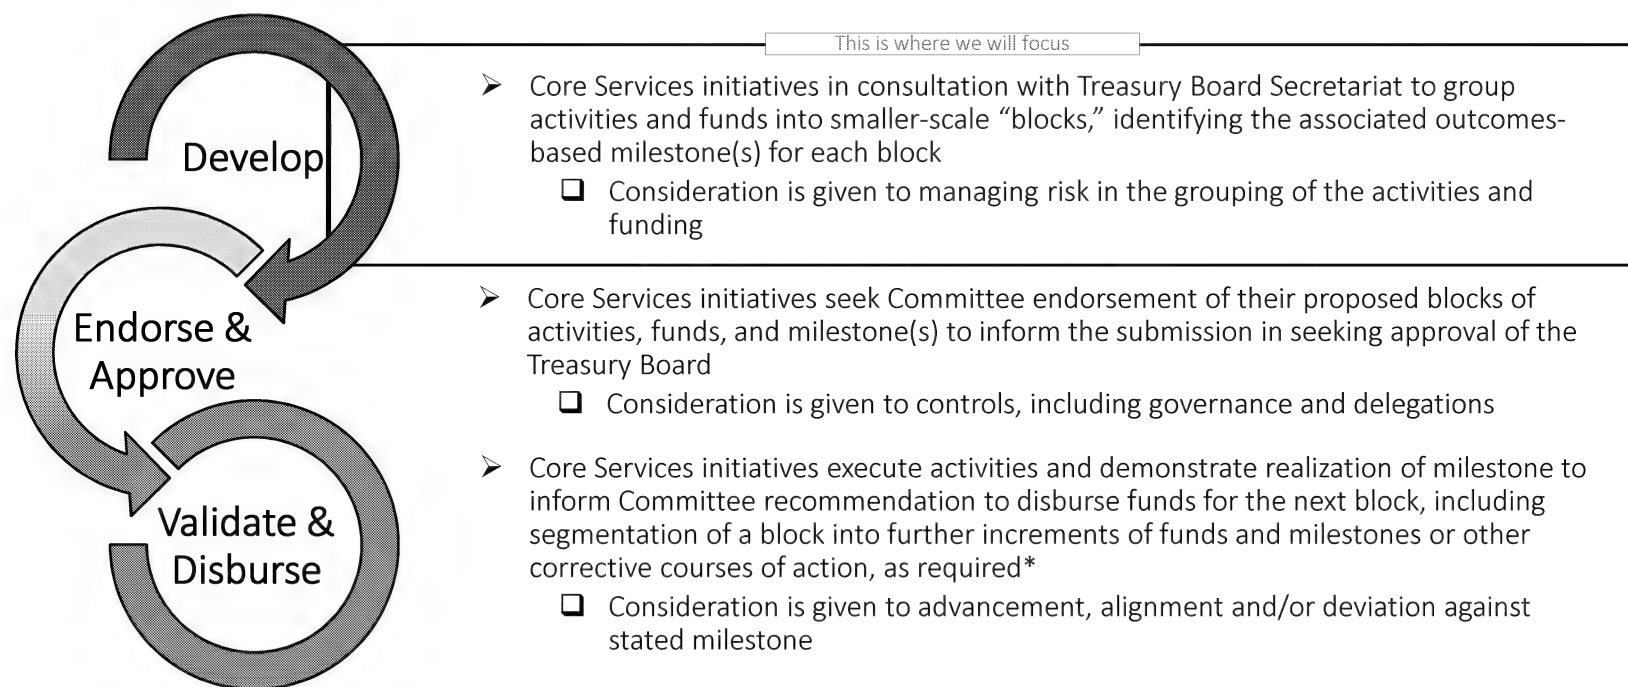 This is where we will focus
Develop
➢ Core Services initiatives in consultation with Treasury Board Secretariat to group
activities and funds into smaller-scale “blocks,” identifying the associated outcomes-
based milestone(s) for each block
❑ Consideration is given to managing risk in the grouping of the activities and
funding
Endorse &
Approve
➢ Core Services initiatives seek Committee endorsement of their proposed blocks of
activities, funds, and milestone(s) to inform the submission in seeking approval of the
Treasury Board
❑ Consideration is given to controls, including governance and delegations
Validate &
Disburse
➢ Core Services initiatives execute activities and demonstrate realization of milestone to
inform Committee recommendation to disburse funds for the next block, including
segmentation of a block into further increments of funds and milestones or other
corrective courses of action, as required*
❑ Consideration is given to advancement, alignment and/or deviation against
stated milestone